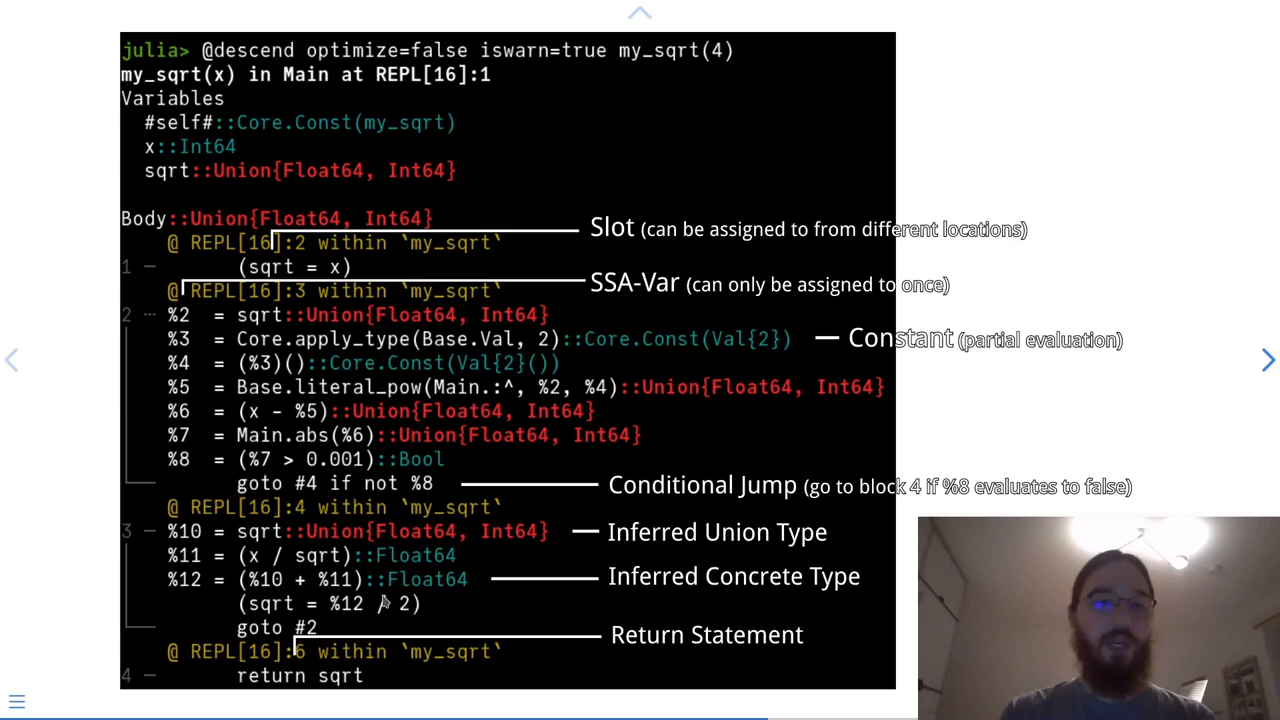 julia> @descend optimize=false iswarn=true my_sqrt(4)
my_sqrt(x) in Main at REPL[16]:1
Variables
  #self#::Core.Const(my_sqrt)
  x::Int64
  sqrt::Union{Float64, Int64}
Body::Union{Float64, Int64}
    @ REPL[16]:2 within `my_sqrt`
Slot (can be assigned to from different locations)
1 ─       (sqrt = x)
    @ REPL[16]:3 within `my_sqrt`
SSA-Var (can only be assigned to once)
2 ┄ %2  = sqrt::Union{Float64, Int64}
│   %3  = Core.apply_type(Base.Val, 2)::Core.Const(Val{2})
Constant (partial evaluation)
│   %4  = (%3)()::Core.Const(Val{2}())
│   %5  = Base.literal_pow(Main.:^, %2, %4)::Union{Float64, Int64}
│   %6  = (x - %5)::Union{Float64, Int64}
│   %7  = Main.abs(%6)::Union{Float64, Int64}
│   %8  = (%7 > 0.001)::Bool
└──       goto #4 if not %8
Conditional Jump (go to block 4 if %8 evaluates to false)
    @ REPL[16]:4 within `my_sqrt`
3 ─ %10 = sqrt::Union{Float64, Int64}
Inferred Union Type
│   %11 = (x / sqrt)::Float64
│   %12 = (%10 + %11)::Float64
Inferred Concrete Type
│         (sqrt = %12 / 2)
└──       goto #2
Return Statement
    @ REPL[16]:6 within `my_sqrt`
4 ─       return sqrt